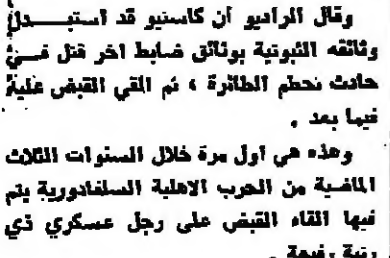 وقال الراديو أن كاستيو قد استبدل
وثائقه الثبوتية بوثائق ضابط اخر قتل في
حادث تحطم الطائرة ، ثم القي القبض عليه
فيما بعد .
وهذه هي اول مرة خلال السنوات الثلاث
الماضية من الحرب الاهلية السلفادورية يتم
فيها القاء القبض على رجل عسكري ذي
رتبة رفيعة .